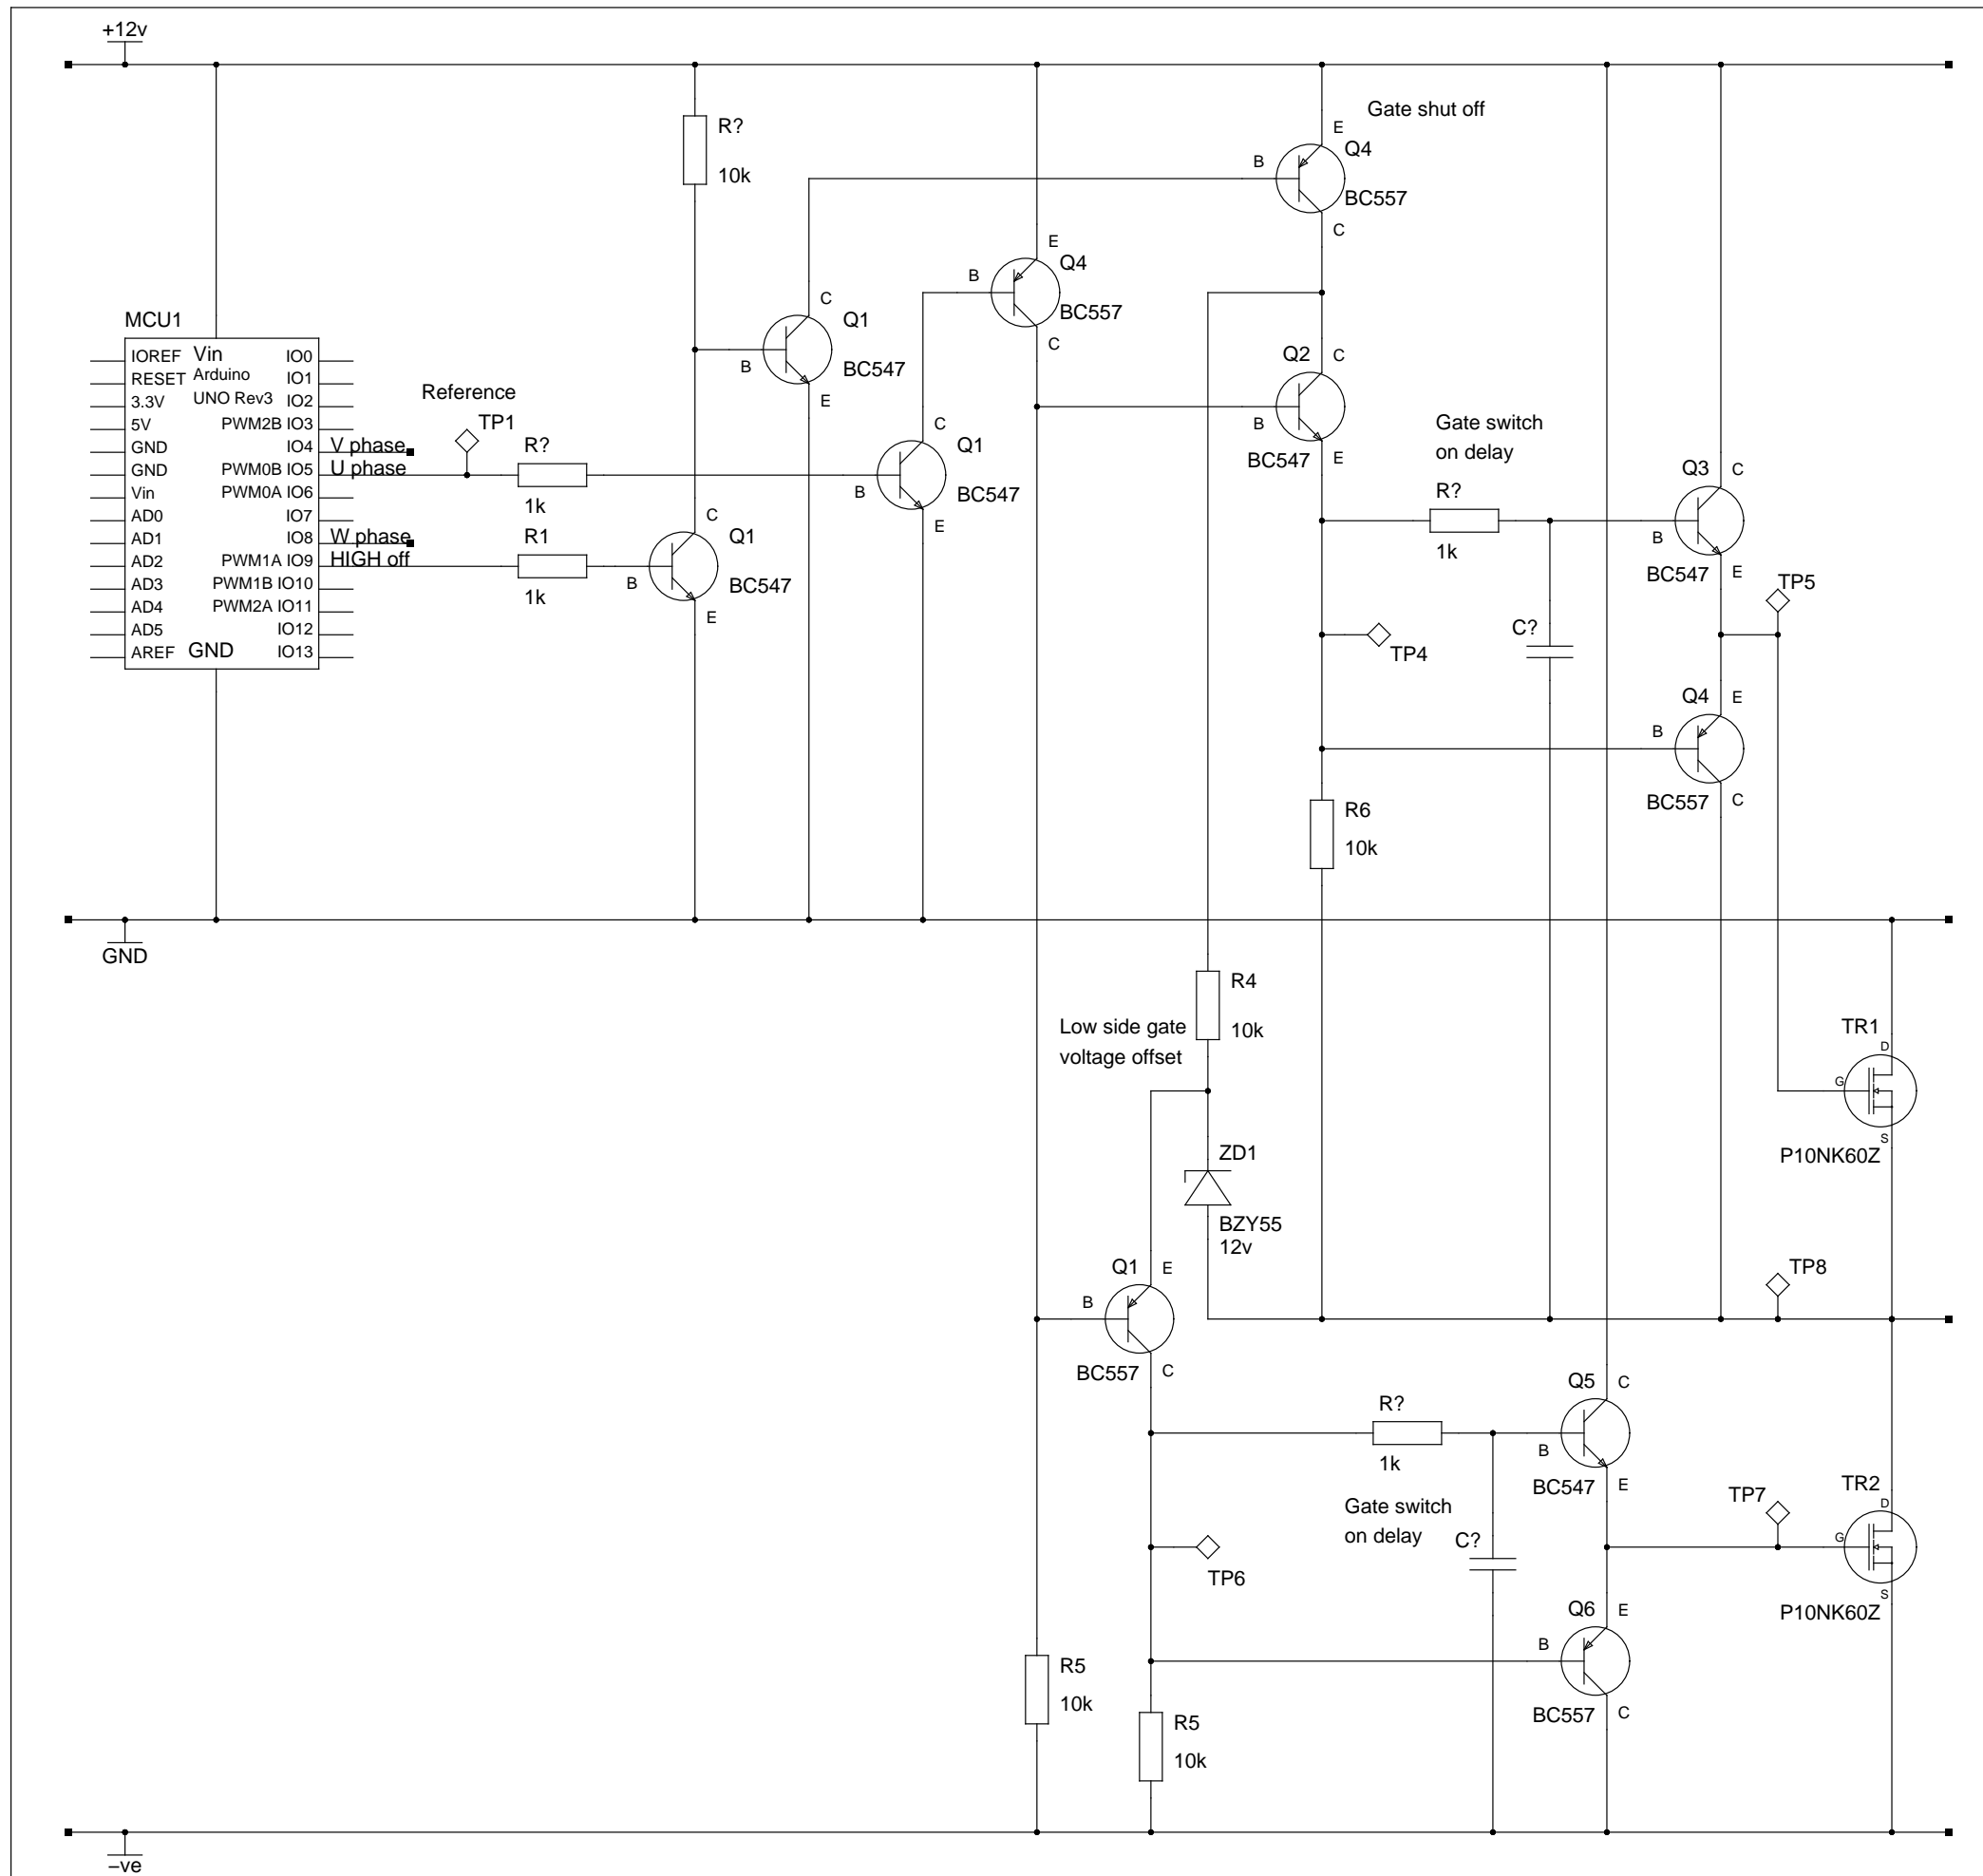 +12v
Gate shut off
R?
10k
E
B
Q4
BC557
C
E
B
Q4
BC557
C
C
Q1
B
BC547
E
MCU1
IOREF Vin IO0
RESET Arduino IO1
3.3V UNO Rev3 IO2
5V PWM2B IO3
GND IO4 V phase
GND PWM0B IO5 U phase
Vin PWM0A IO6
AD0 IO7
AD1 IO8 W phase
AD2 PWM1A IO9 HIGH off
AD3 PWM1B IO10
AD4 PWM2A IO11
AD5 IO12
AREF GND IO13
Reference
TP1
R?
1k
C
Q1
B
BC547
E
R1
1k
C
Q1
B
BC547
E
Q2
C
B
BC547
E
Gate switch
on delay
R?
1k
Q3
C
B
BC547
E
TP5
C?
TP4
Q4
E
B
BC557
C
R6
10k
GND
R4
10k
Low side gate
voltage offset
TR1
D
G
S
P10NK60Z
ZD1
BZY55
12v
Q1
E
B
BC557
C
TP8
Q5
C
R?
1k
B
BC547
E
Gate switch
on delay
C?
TP6
TP7
TR2
D
G
S
P10NK60Z
Q6
E
B
BC557
C
R5
10k
R5
10k
–ve